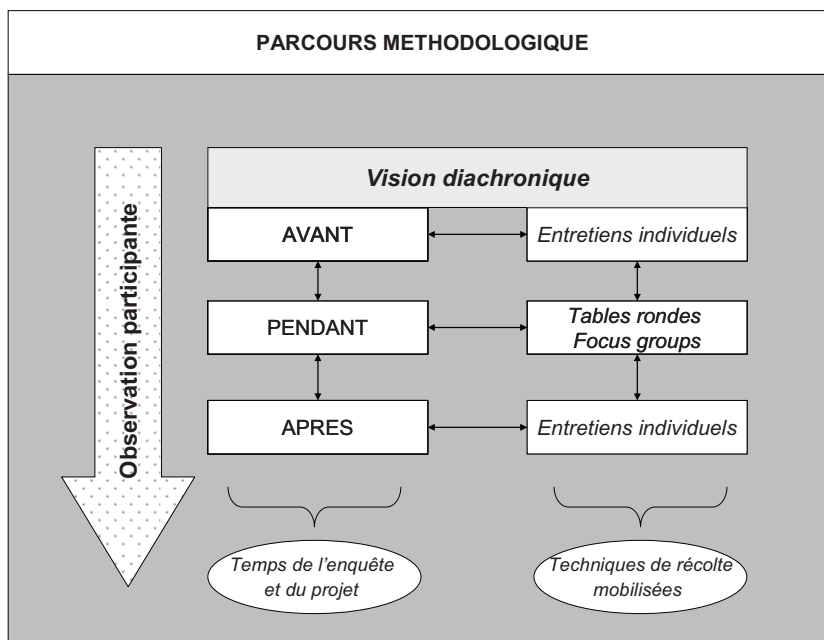 PARCOURS METHODOLOGIQUE
Observation participante
Vision diachronique
AVANT
Entretiens individuels
PENDANT
Tables rondes
Focus groups
APRES
Entretiens individuels
Temps de l'enquête
et du projet
Techniques de récolte
mobilisées